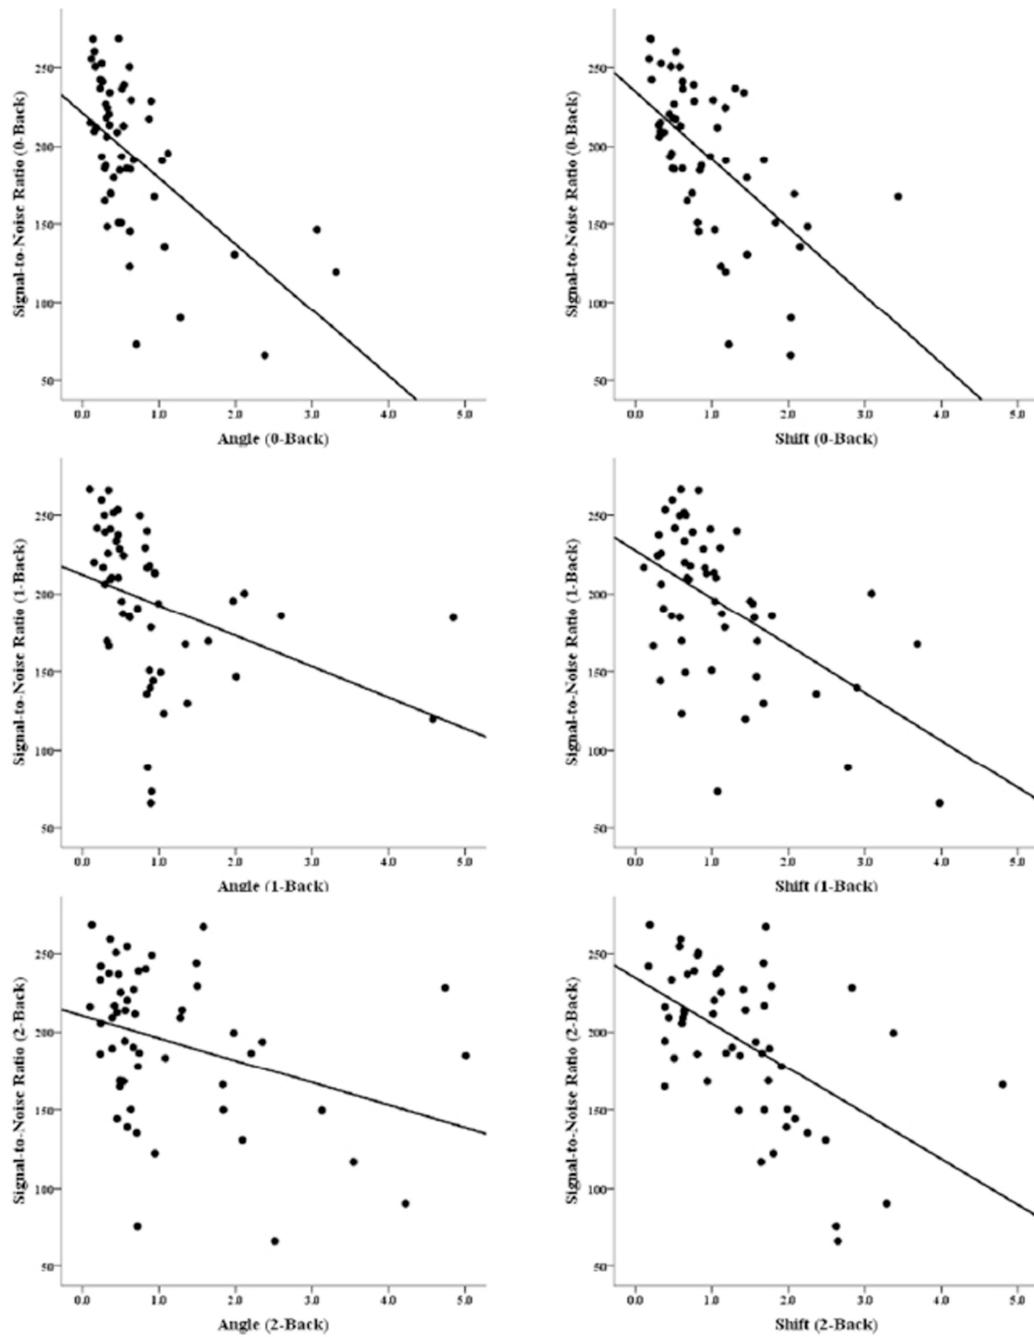 Signal-to-Noise Ratio (0-Back)
250
200
150
100
50
0.0 1.0 2.0 3.0 4.0 5.0
Angle (0-Back)
Signal-to-Noise Ratio (0-Back)
250
200
150
100
50
0.0 1.0 2.0 3.0 4.0 5.0
Shift (0-Back)
Signal-to-Noise Ratio (1-Back)
250
200
150
100
50
0.0 1.0 2.0 3.0 4.0 5.0
Angle (1-Back)
Signal-to-Noise Ratio (1-Back)
250
200
150
100
50
0.0 1.0 2.0 3.0 4.0 5.0
Shift (1-Back)
Signal-to-Noise Ratio (2-Back)
250
200
150
100
50
0.0 1.0 2.0 3.0 4.0 5.0
Angle (2-Back)
Signal-to-Noise Ratio (2-Back)
250
200
150
100
50
0.0 1.0 2.0 3.0 4.0 5.0
Shift (2-Back)